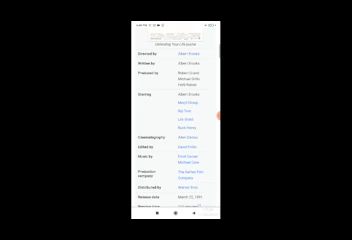 Defending Your Life poster
Directed by Albert Brooks
Written by Albert Brooks
Produced by Robert Grand
Michael Grillo
Herb Nanas
Starring Albert Brooks
Meryl Streep
Rip Torn
Lee Grant
Buck Henry
Cinematography Allen Daviau
Edited by David Finfer
Music by
Michael Gore
Production The Geffen Film
company Company
Distributed by Warner Bros.
Release date March 22, 1991